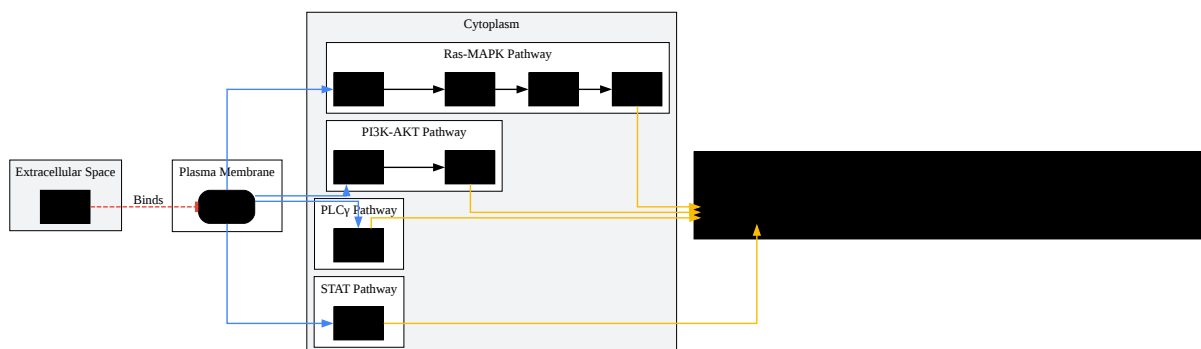 Cytoplasm
Ras-MAPK Pathway
PI3K-AKT Pathway
Extracellular Space
Plasma Membrane
Binds
PLCγ Pathway
STAT Pathway